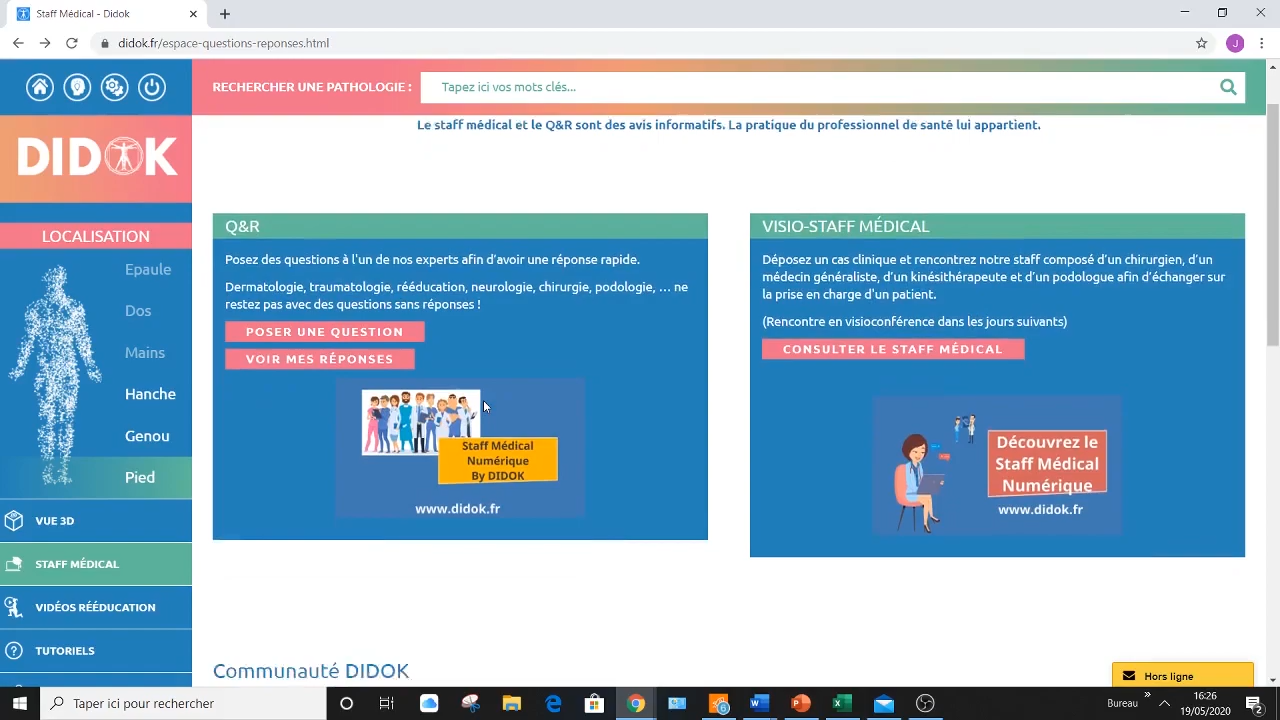 Staff Médical - Didok
didok.fr/espace-questions-reponses.html
J
RECHERCHER UNE PATHOLOGIE :
Tapez ici vos mots clés...
DIDOK
Le staff médical et le Q&R sont des avis informatifs. La pratique du professionnel de santé lui appartient.
LOCALISATION
Epaule
Dos
Mains
Hanche
Genou
Pied
VUE 3D
STAFF MÉDICAL
VIDÉOS RÉÉDUCATION
TUTORIELS
Q&R
Posez des questions à l'un de nos experts afin d'avoir une réponse rapide.
Dermatologie, traumatologie, rééducation, neurologie, chirurgie, podologie, ... ne
restez pas avec des questions sans réponses !
POSER UNE QUESTION
VOIR MES RÉPONSES
Staff Médical
Numérique
By DIDOK
www.didok.fr
VISIO-STAFF MÉDICAL
Déposez un cas clinique et rencontrez notre staff composé d'un chirurgien, d'un
médecin généraliste, d'un kinésithérapeute et d'un podologue afin d'échanger sur
la prise en charge d'un patient.
(Rencontre en visioconférence dans les jours suivants)
CONSULTER LE STAFF MÉDICAL
Découvrez le
Staff Médical
Numérique
www.didok.fr
Communauté DIDOK
Hors ligne
Taper ici pour rechercher
Bureau
16:26
19/05/2020